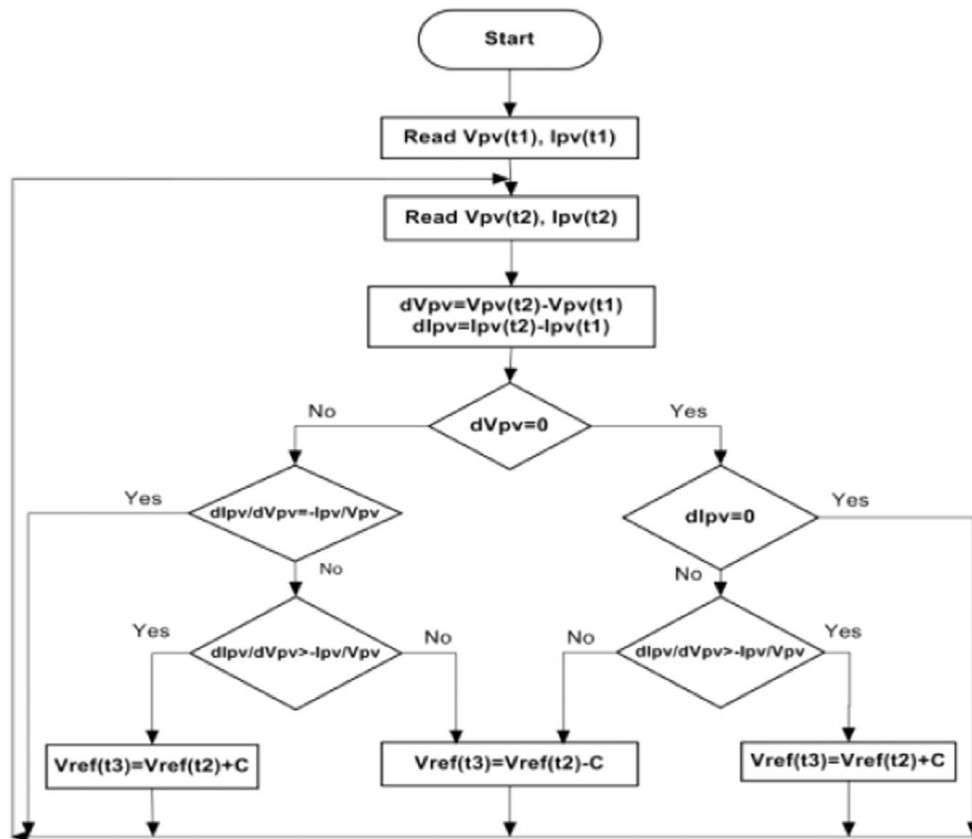 Start
Read Vpv(t1), Ipv(t1)
Read Vpv(t2), Ipv(t2)
dVpv=Vpv(t2)-Vpv(t1)
dIpv=Ipv(t2)-Ipv(t1)
No
Yes
dVpv=0
Yes
dIpv/dVpv=-Ipv/Vpv
dIpv=0
Yes
No
No
Yes
dIpv/dVpv>-Ipv/Vpv
No
No
dIpv/dVpv>-Ipv/Vpv
Yes
Vref(t3)=Vref(t2)+C
Vref(t3)=Vref(t2)-C
Vref(t3)=Vref(t2)+C